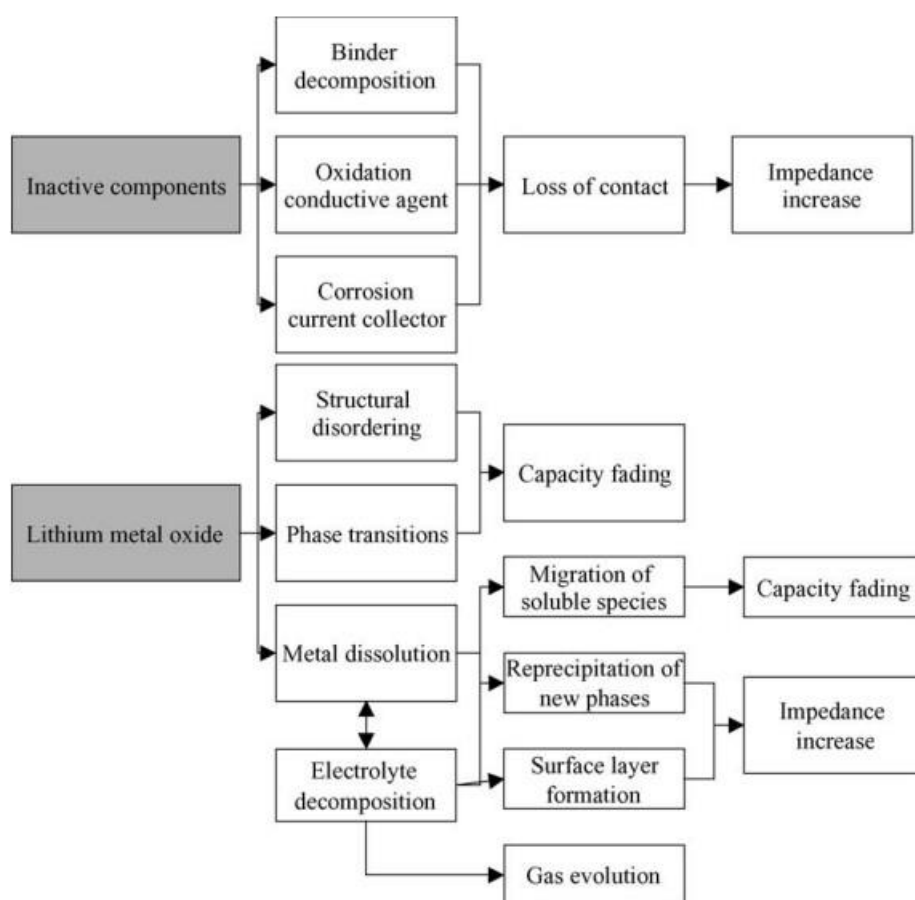 Binder
decomposition
Inactive components
Oxidation
conductive agent
Loss of contact
Impedance
increase
Corrosion
current collector
Structural
disordering
Capacity fading
Lithium metal oxide
Phase transitions
Migration of
soluble species
Capacity fading
Metal dissolution
Reprecipitation of
new phases
Impedance
increase
Electrolyte
decomposition
Surface layer
formation
Gas evolution